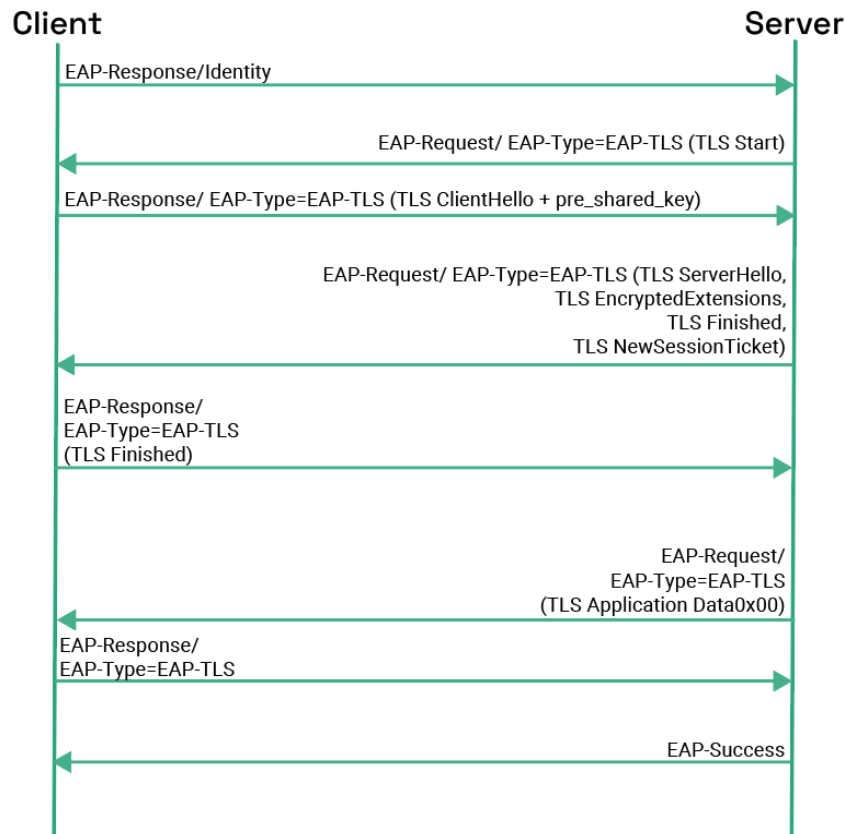 Client
Server
EAP-Response/Identity
EAP-Request/ EAP-Type=EAP-TLS (TLS Start)
EAP-Response/ EAP-Type=EAP-TLS (TLS ClientHello + pre_shared_key)
EAP-Request/ EAP-Type=EAP-TLS (TLS ServerHello,
TLS EncryptedExtensions,
TLS Finished,
TLS NewSessionTicket)
EAP-Response/
EAP-Type=EAP-TLS
(TLS Finished)
EAP-Request/
EAP-Type=EAP-TLS
(TLS Application Data0x00)
EAP-Response/
EAP-Type=EAP-TLS
EAP-Success